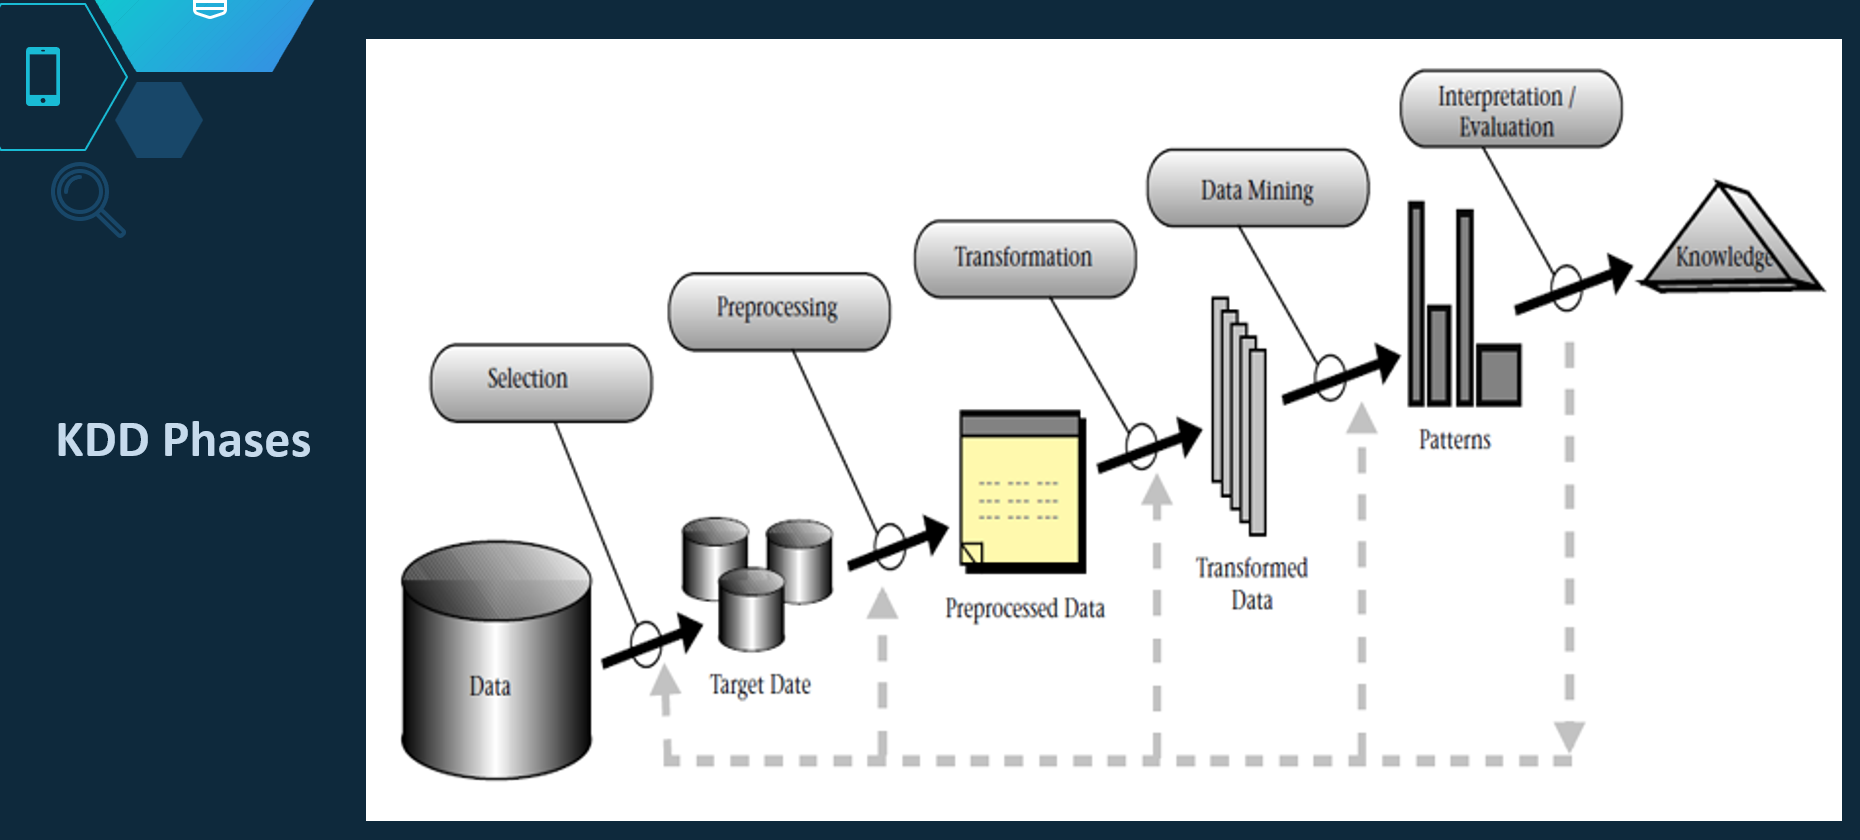 KDD Phases
Interpretation /
Evaluation
Data Mining
Transformation
Preprocessing
Selection
Knowledge
Patterns
Transformed
Data
Preprocessed Data
Target Date
Data